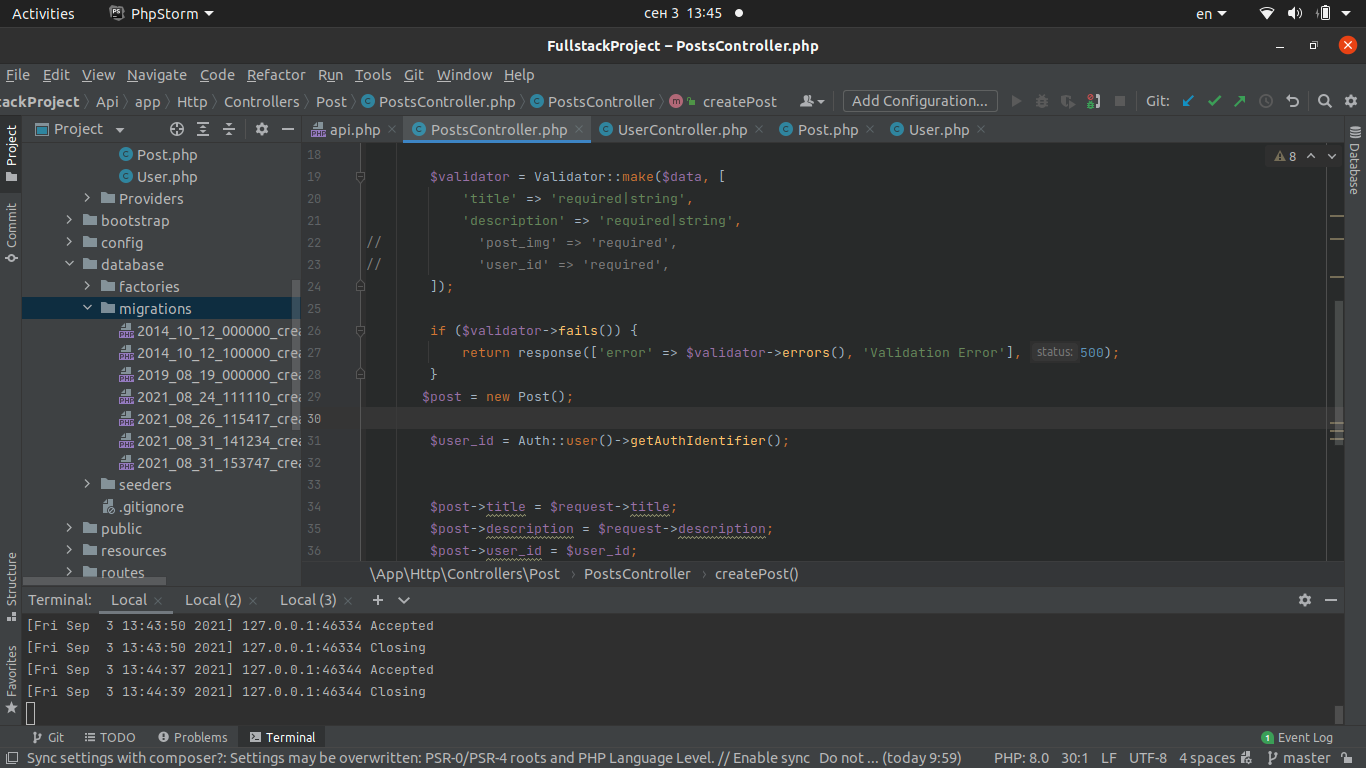 Activities PhpStorm сен 3 13:45 en
FullstackProject – PostsController.php
File Edit View Navigate Code Refactor Run Tools Git Window Help
tackProject Api app Http Controllers Post PostsController.php PostsController createPost Add Configuration... Git:
Project api.php PostsController.php UserController.php Post.php User.php
Project
Commit
Structure
Favorites
Database
Post.php
User.php
Providers
bootstrap
config
database
factories
migrations
2014_10_12_000000_crea
2014_10_12_100000_crea
2019_08_19_000000_crea
2021_08_24_111110_crea
2021_08_26_115417_crea
2021_08_31_141234_crea
2021_08_31_153747_crea
seeders
.gitignore
public
resources
routes
8
18
19 $validator = Validator::make($data, [
20 'title' => 'required|string',
21 'description' => 'required|string',
22 // 'post_img' => 'required',
23 // 'user_id' => 'required',
24 ]);
25
26 if ($validator->fails()) {
27 return response(['error' => $validator->errors(), 'Validation Error'], status: 500);
28 }
29 $post = new Post();
30
31 $user_id = Auth::user()->getAuthIdentifier();
32
33
34 $post->title = $request->title;
35 $post->description = $request->description;
36 $post->user_id = $user_id;
\App\Http\Controllers\Post › PostsController › createPost()
Terminal: Local Local (2) Local (3)
[Fri Sep 3 13:43:50 2021] 127.0.0.1:46334 Accepted
[Fri Sep 3 13:43:50 2021] 127.0.0.1:46334 Closing
[Fri Sep 3 13:44:37 2021] 127.0.0.1:46344 Accepted
[Fri Sep 3 13:44:39 2021] 127.0.0.1:46344 Closing
Git TODO Problems Terminal 1 Event Log
Sync settings with composer?: Settings may be overwritten: PSR-0/PSR-4 roots and PHP Language Level. // Enable sync Do not ... (today 9:59) PHP: 8.0 30:1 LF UTF-8 4 spaces master